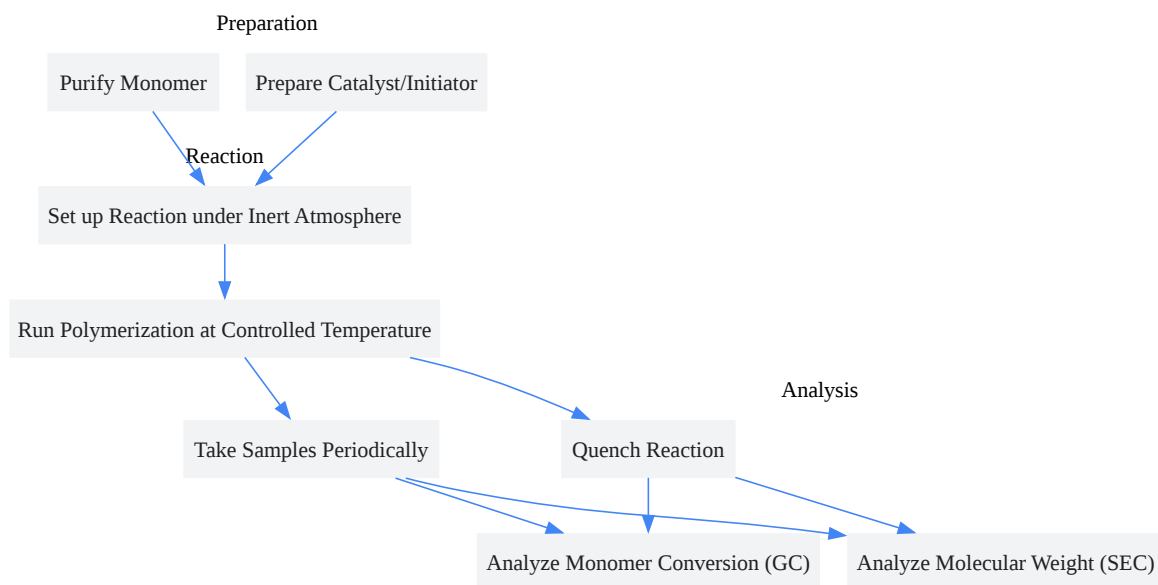 Preparation
Purify Monomer
Prepare Catalyst/Initiator
Reaction
Set up Reaction under Inert Atmosphere
Run Polymerization at Controlled Temperature
Analysis
Take Samples Periodically
Quench Reaction
Analyze Monomer Conversion (GC)
Analyze Molecular Weight (SEC)